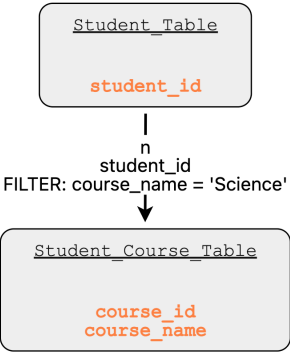 Student_Table
student_id
n
student_id
FILTER: course_name = 'Science'
Student_Course_Table
course_id
course_name